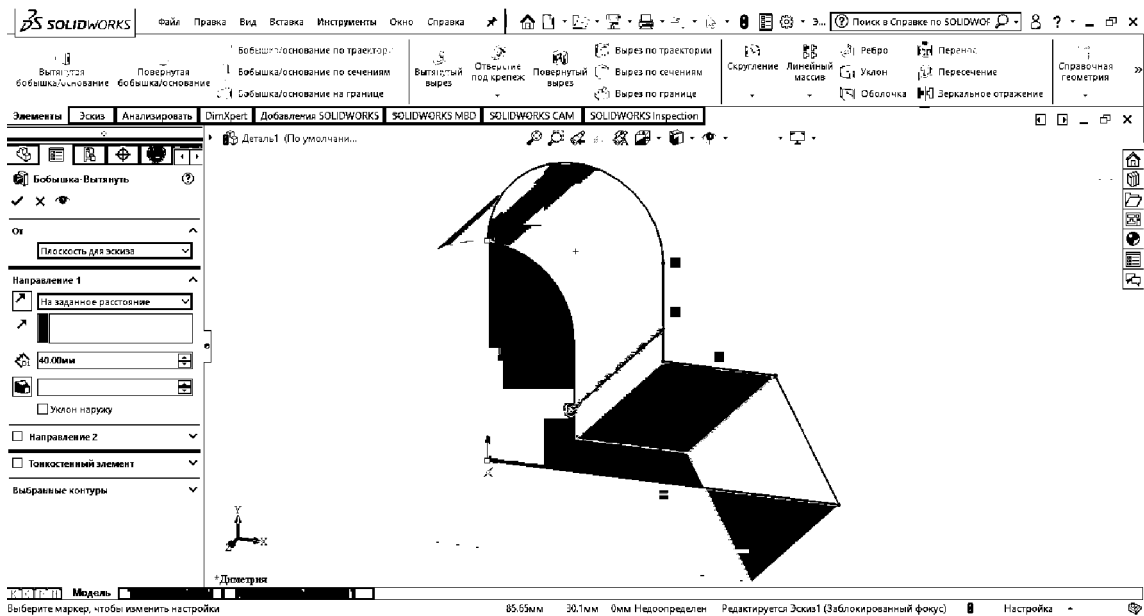 SOLIDWORKS Файл Правка Вид Вставка Инструменты Окно Справка Э... Поиск в Справке по SOLIDWOF
Вытянутая бобышка/основание
Повернутая бобышка/основание
Бобышка/основание по траектор
Бобышка/основание по сечениям
Бобышка/основание на границе
Вытянутый вырез
Отверстие под крепеж
Повернутый вырез
Вырез по траектории
Вырез по сечениям
Вырез по границе
Скругление
Линейный массив
Ребро
Уклон
Оболочка
Перенос
Пересечение
Зеркальное отражение
Справочная геометрия
Элементы Эскиз Анализировать DimXpert Добавления SOLIDWORKS SOLIDWORKS MBD SOLIDWORKS CAM SOLIDWORKS Inspection
Деталь1 (По умолчани...
Бобышка-Вытянуть
От
Плоскость для эскиза
Направление 1
На заданное расстояние
40.00мм
Уклон наружу
Направление 2
Тонкостенный элемент
Выбранные контуры
Y
Z X
*Диметрия
Модель
Выберите маркер, чтобы изменить настройки 85.65мм 30.1мм 0мм Недоопределен Редактируется Эскиз1 (Заблокированный фокус) Настройка